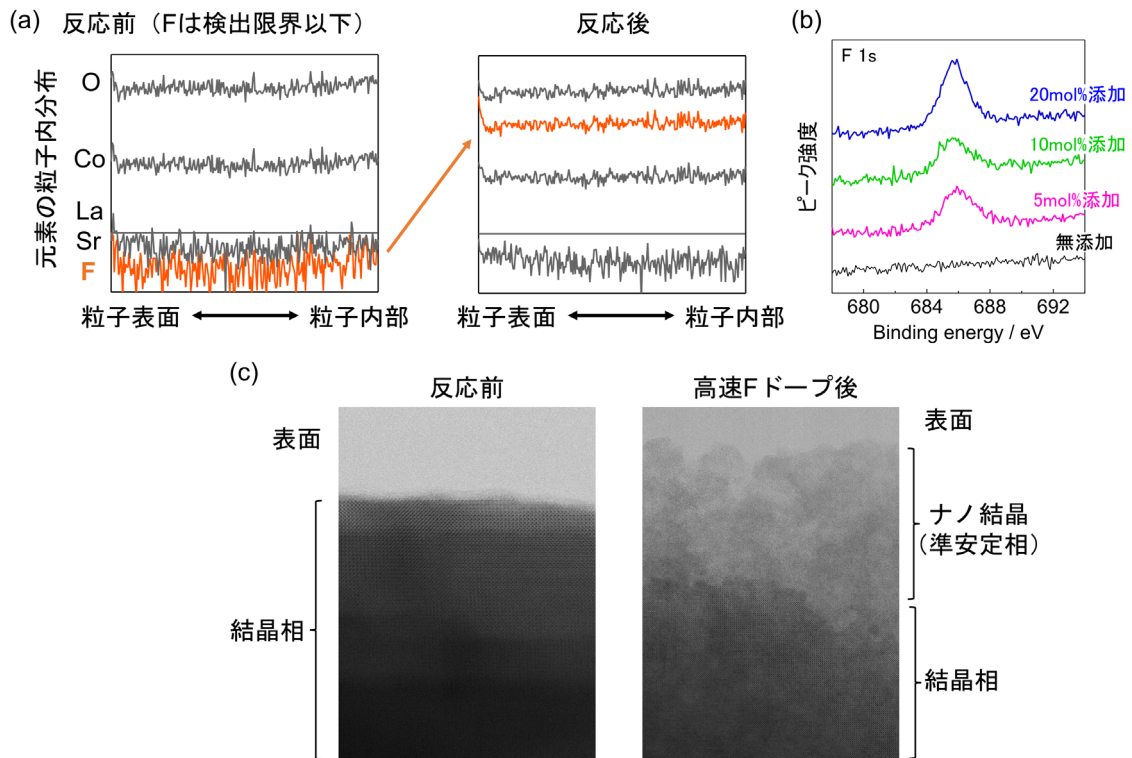 (a) 反応前（Fは検出限界以下）
反応後
元素の粒子内分布
O
Co
La
Sr
F
粒子表面
粒子内部
粒子表面
粒子内部
(b)
F 1s
ピーク強度
20mol%添加
10mol%添加
5mol%添加
無添加
680 684 688 692
Binding energy / eV
(c)
反応前
高速Fドープ後
表面
結晶相
表面
ナノ結晶
（準安定相）
結晶相